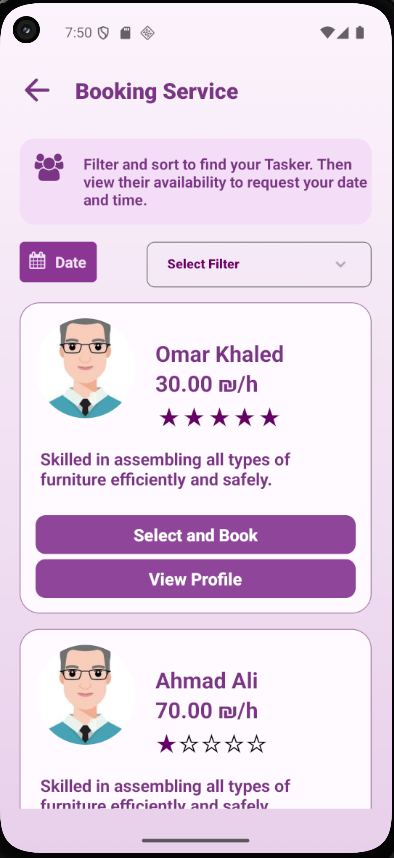 7:50
Booking Service
Filter and sort to find your Tasker. Then
view their availability to request your date
and time.
Date
Select Filter
Omar Khaled
30.00 ₪/h
Skilled in assembling all types of
furniture efficiently and safely.
Select and Book
View Profile
Ahmad Ali
70.00 ₪/h
Skilled in assembling all types of
furniture efficiently and safely